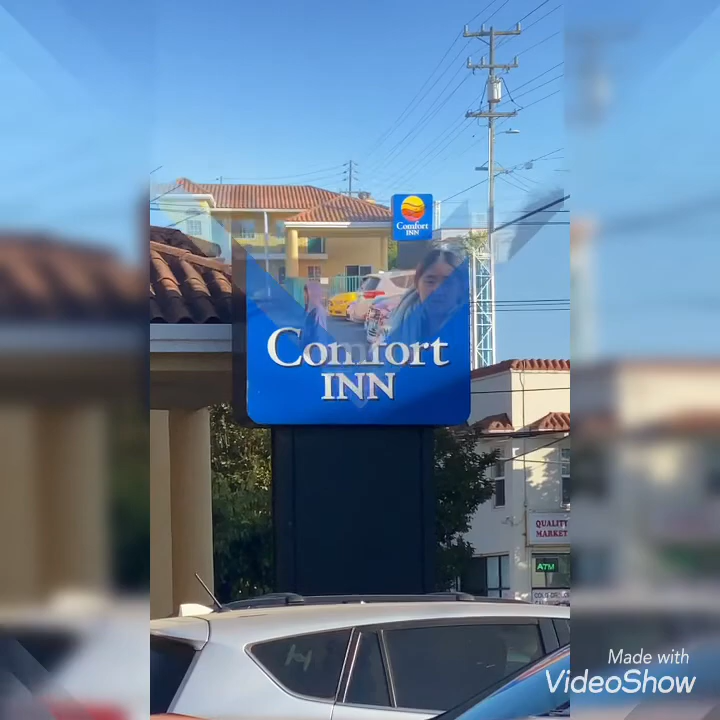 Comfort
INN
Comfort
INN
QUALITY
MARKET
ATM
Made with
VideoShow